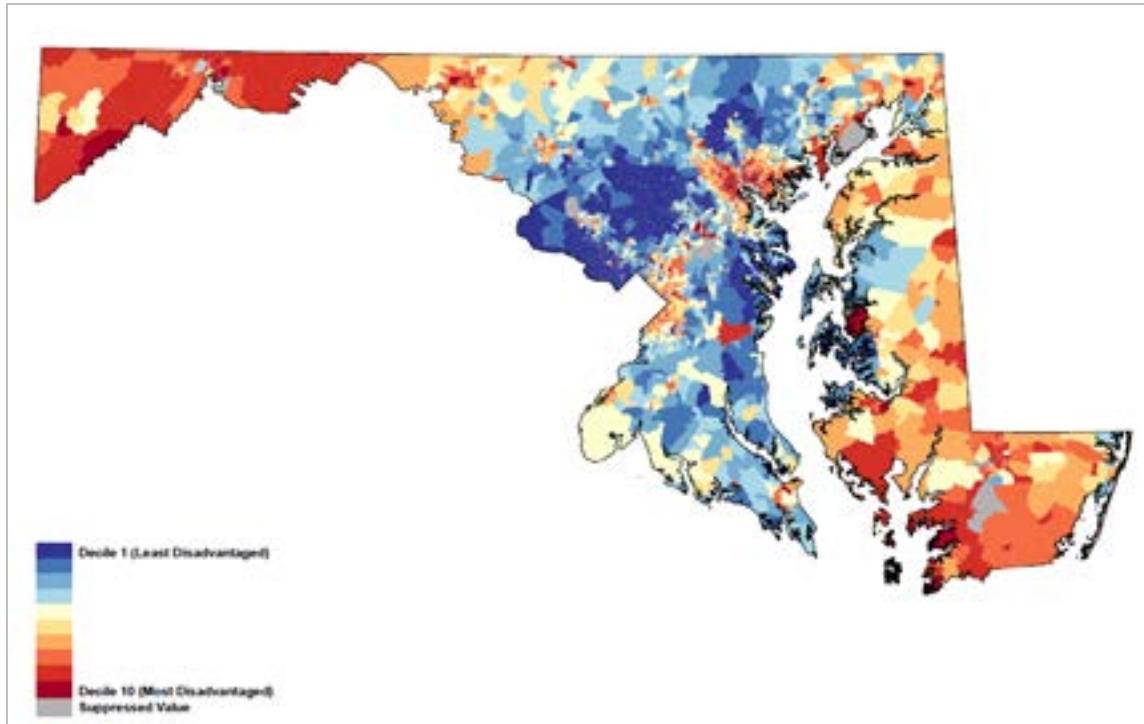 Decile 1 (Least Disadvantaged)
Decile 10 (Most Disadvantaged)
Suppressed Value